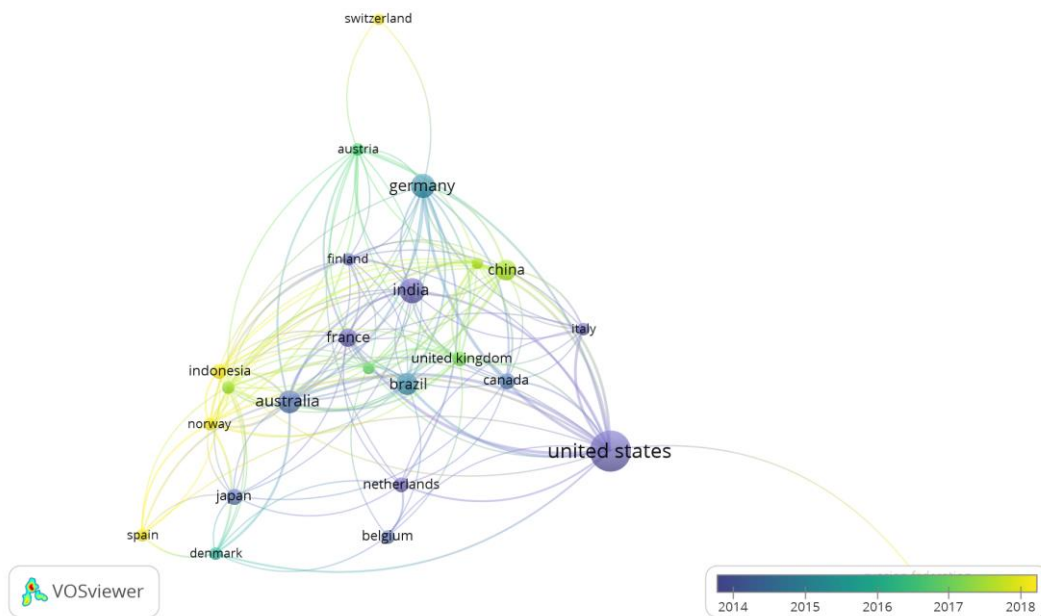 switzerland
austria
germany
finland
china
india
italy
france
united kingdom
indonesia
brazil
canada
australia
norway
united states
netherlands
japan
spain
belgium
denmark
VOSviewer
2014 2015 2016 2017 2018